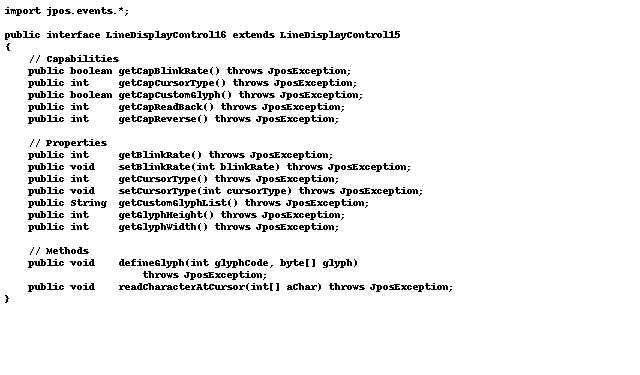 import jpos.events.*;

public interface LineDisplayControl16 extends LineDisplayControl15
{
    // Capabilities
    public boolean getCapBlinkRate() throws JposException;
    public int     getCapCursorType() throws JposException;
    public boolean getCapCustomGlyph() throws JposException;
    public int     getCapReadBack() throws JposException;
    public int     getCapReverse() throws JposException;

    // Properties
    public int     getBlinkRate() throws JposException;
    public void    setBlinkRate(int blinkRate) throws JposException;
    public int     getCursorType() throws JposException;
    public void    setCursorType(int cursorType) throws JposException;
    public String  getCustomGlyphList() throws JposException;
    public int     getGlyphHeight() throws JposException;
    public int     getGlyphWidth() throws JposException;

    // Methods
    public void    defineGlyph(int glyphCode, byte[] glyph)
                       throws JposException;
    public void    readCharacterAtCursor(int[] aChar) throws JposException;
}